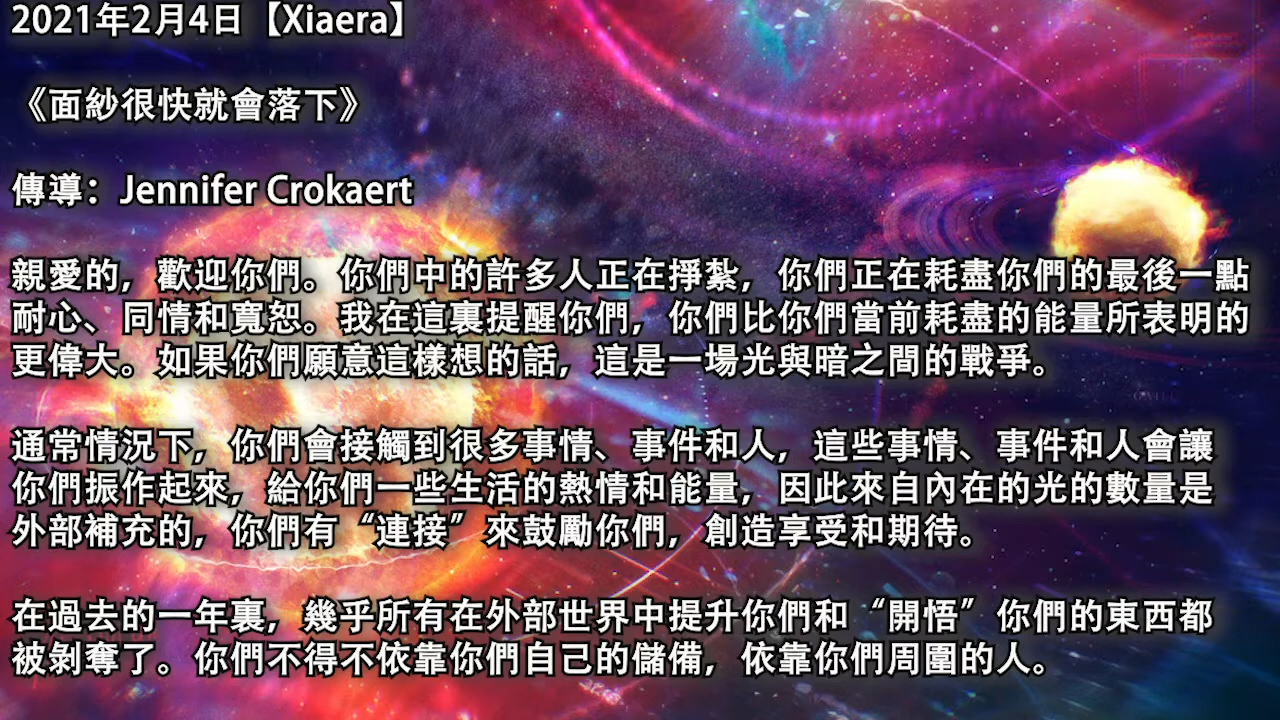 2021年2月4日【Xiaera】
《面紗很快就會落下》
傳導：Jennifer Crokaert
親愛的，歡迎你們。你們中的許多人正在掙紮，你們正在耗盡你們的最後一點
耐心、同情和寬恕。我在這裏提醒你們，你們比你們當前耗盡的能量所表明的
更偉大。如果你們願意這樣想的話，這是一場光與暗之間的戰爭。
通常情況下，你們會接觸到很多事情、事件和人，這些事情、事件和人會讓
你們振作起來，給你們一些生活的熱情和能量，因此來自內在的光的數量是
外部補充的，你們有“連接”來鼓勵你們，創造享受和期待。
在過去的一年裏，幾乎所有在外部世界中提升你們和“開悟”你們的東西都
被剝奪了。你們不得不依靠你們自己的儲備，依靠你們周圍的人。